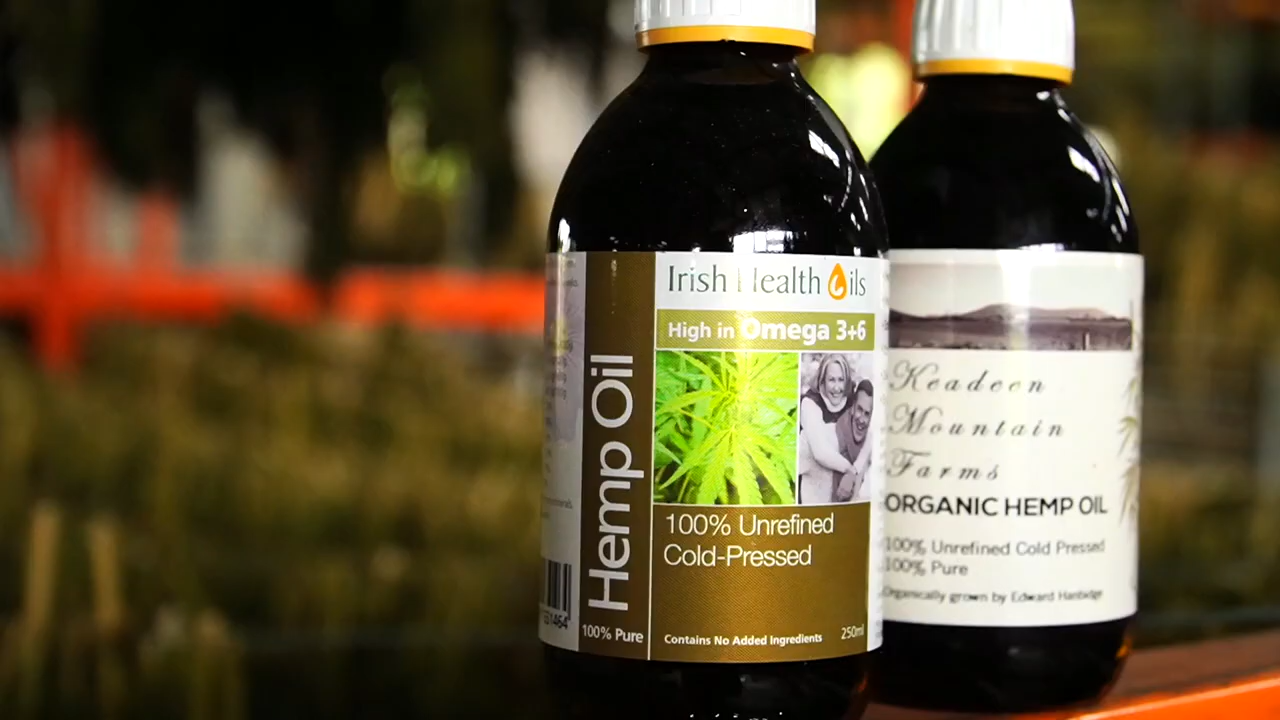 Irish Health Oils
High in Omega 3+6
Hemp Oil
100% Unrefined
Cold-Pressed
100% Pure
Contains No Added Ingredients
250ml
Keadeen
Mountain
Farms
ORGANIC HEMP OIL
100% Unrefined Cold Pressed
100% Pure
Organically grown by Edward Hanbidge